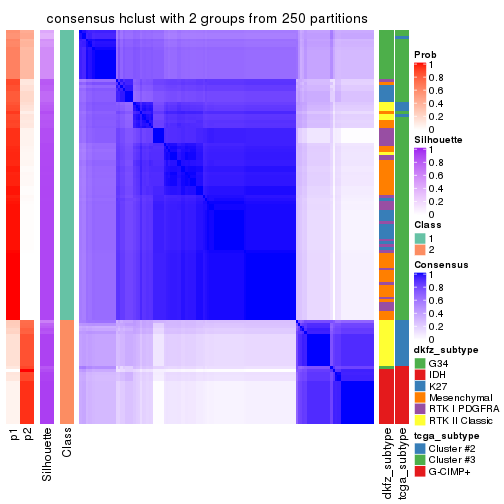 consensus hclust with 2 groups from 250 partitions
Prob
1
0.8
0.6
0.4
0.2
0
Silhouette
1
0.8
0.6
0.4
0.2
0
Class
1
2
Consensus
1
0.8
0.6
0.4
0.2
0
dkfz_subtype
G34
IDH
K27
Mesenchymal
RTK I PDGFRA
RTK II Classic
tcga_subtype
Cluster #2
Cluster #3
G-CIMP+
p1
p2
Silhouette
Class
dkfz_subtype
tcga_subtype